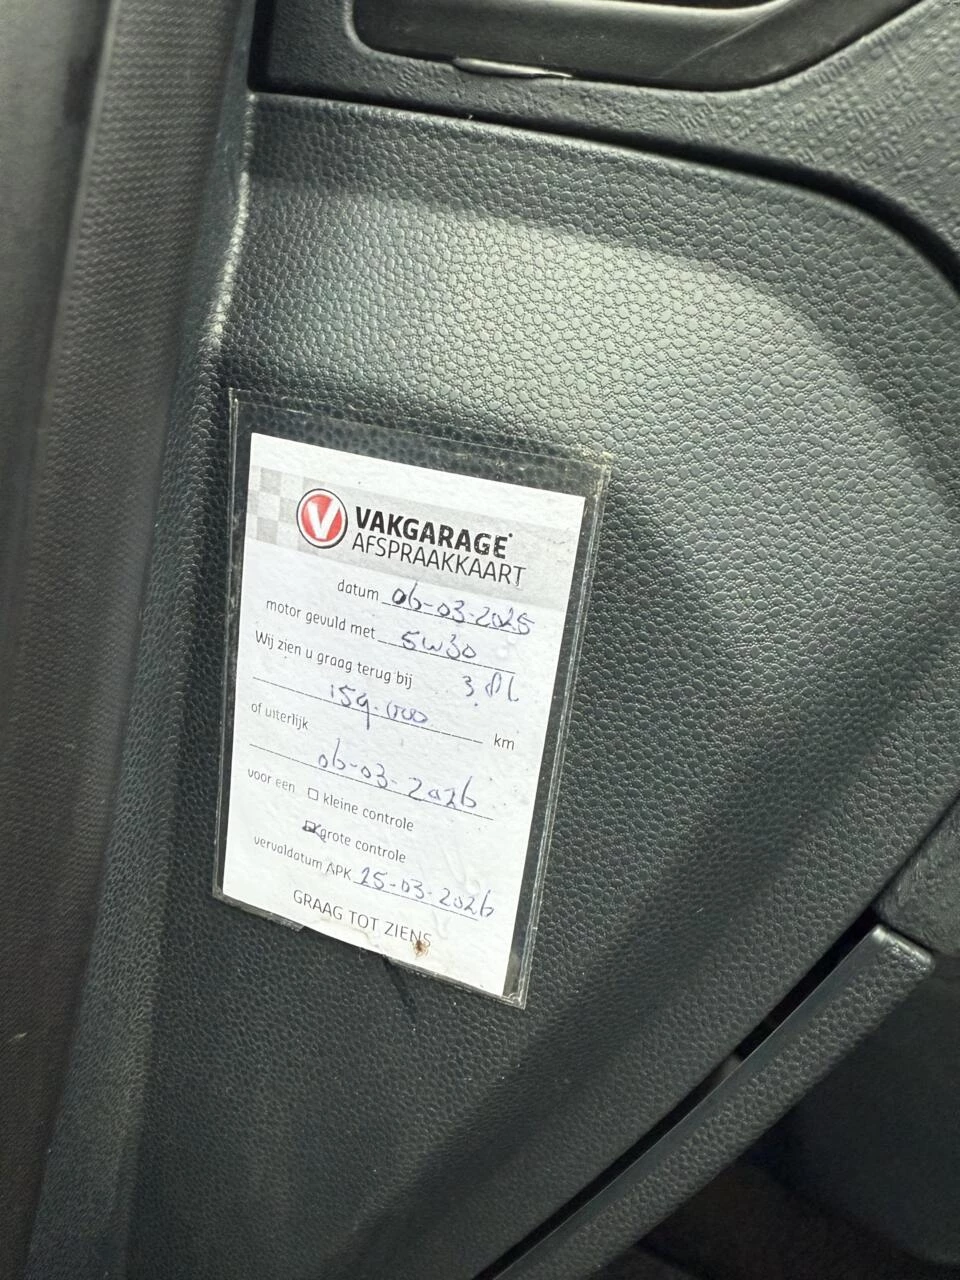 V VAKGARAGE
AFSPRAAKKAART
datum 06-03-2025
motor gevuld met 5w30
Wij zien u graag terug bij 3.8L
159.000 km
of uiterlijk
06-03-2026
voor een □ kleine controle
☒ grote controle
vervaldatum APK 15-03-2026
GRAAG TOT ZIENS